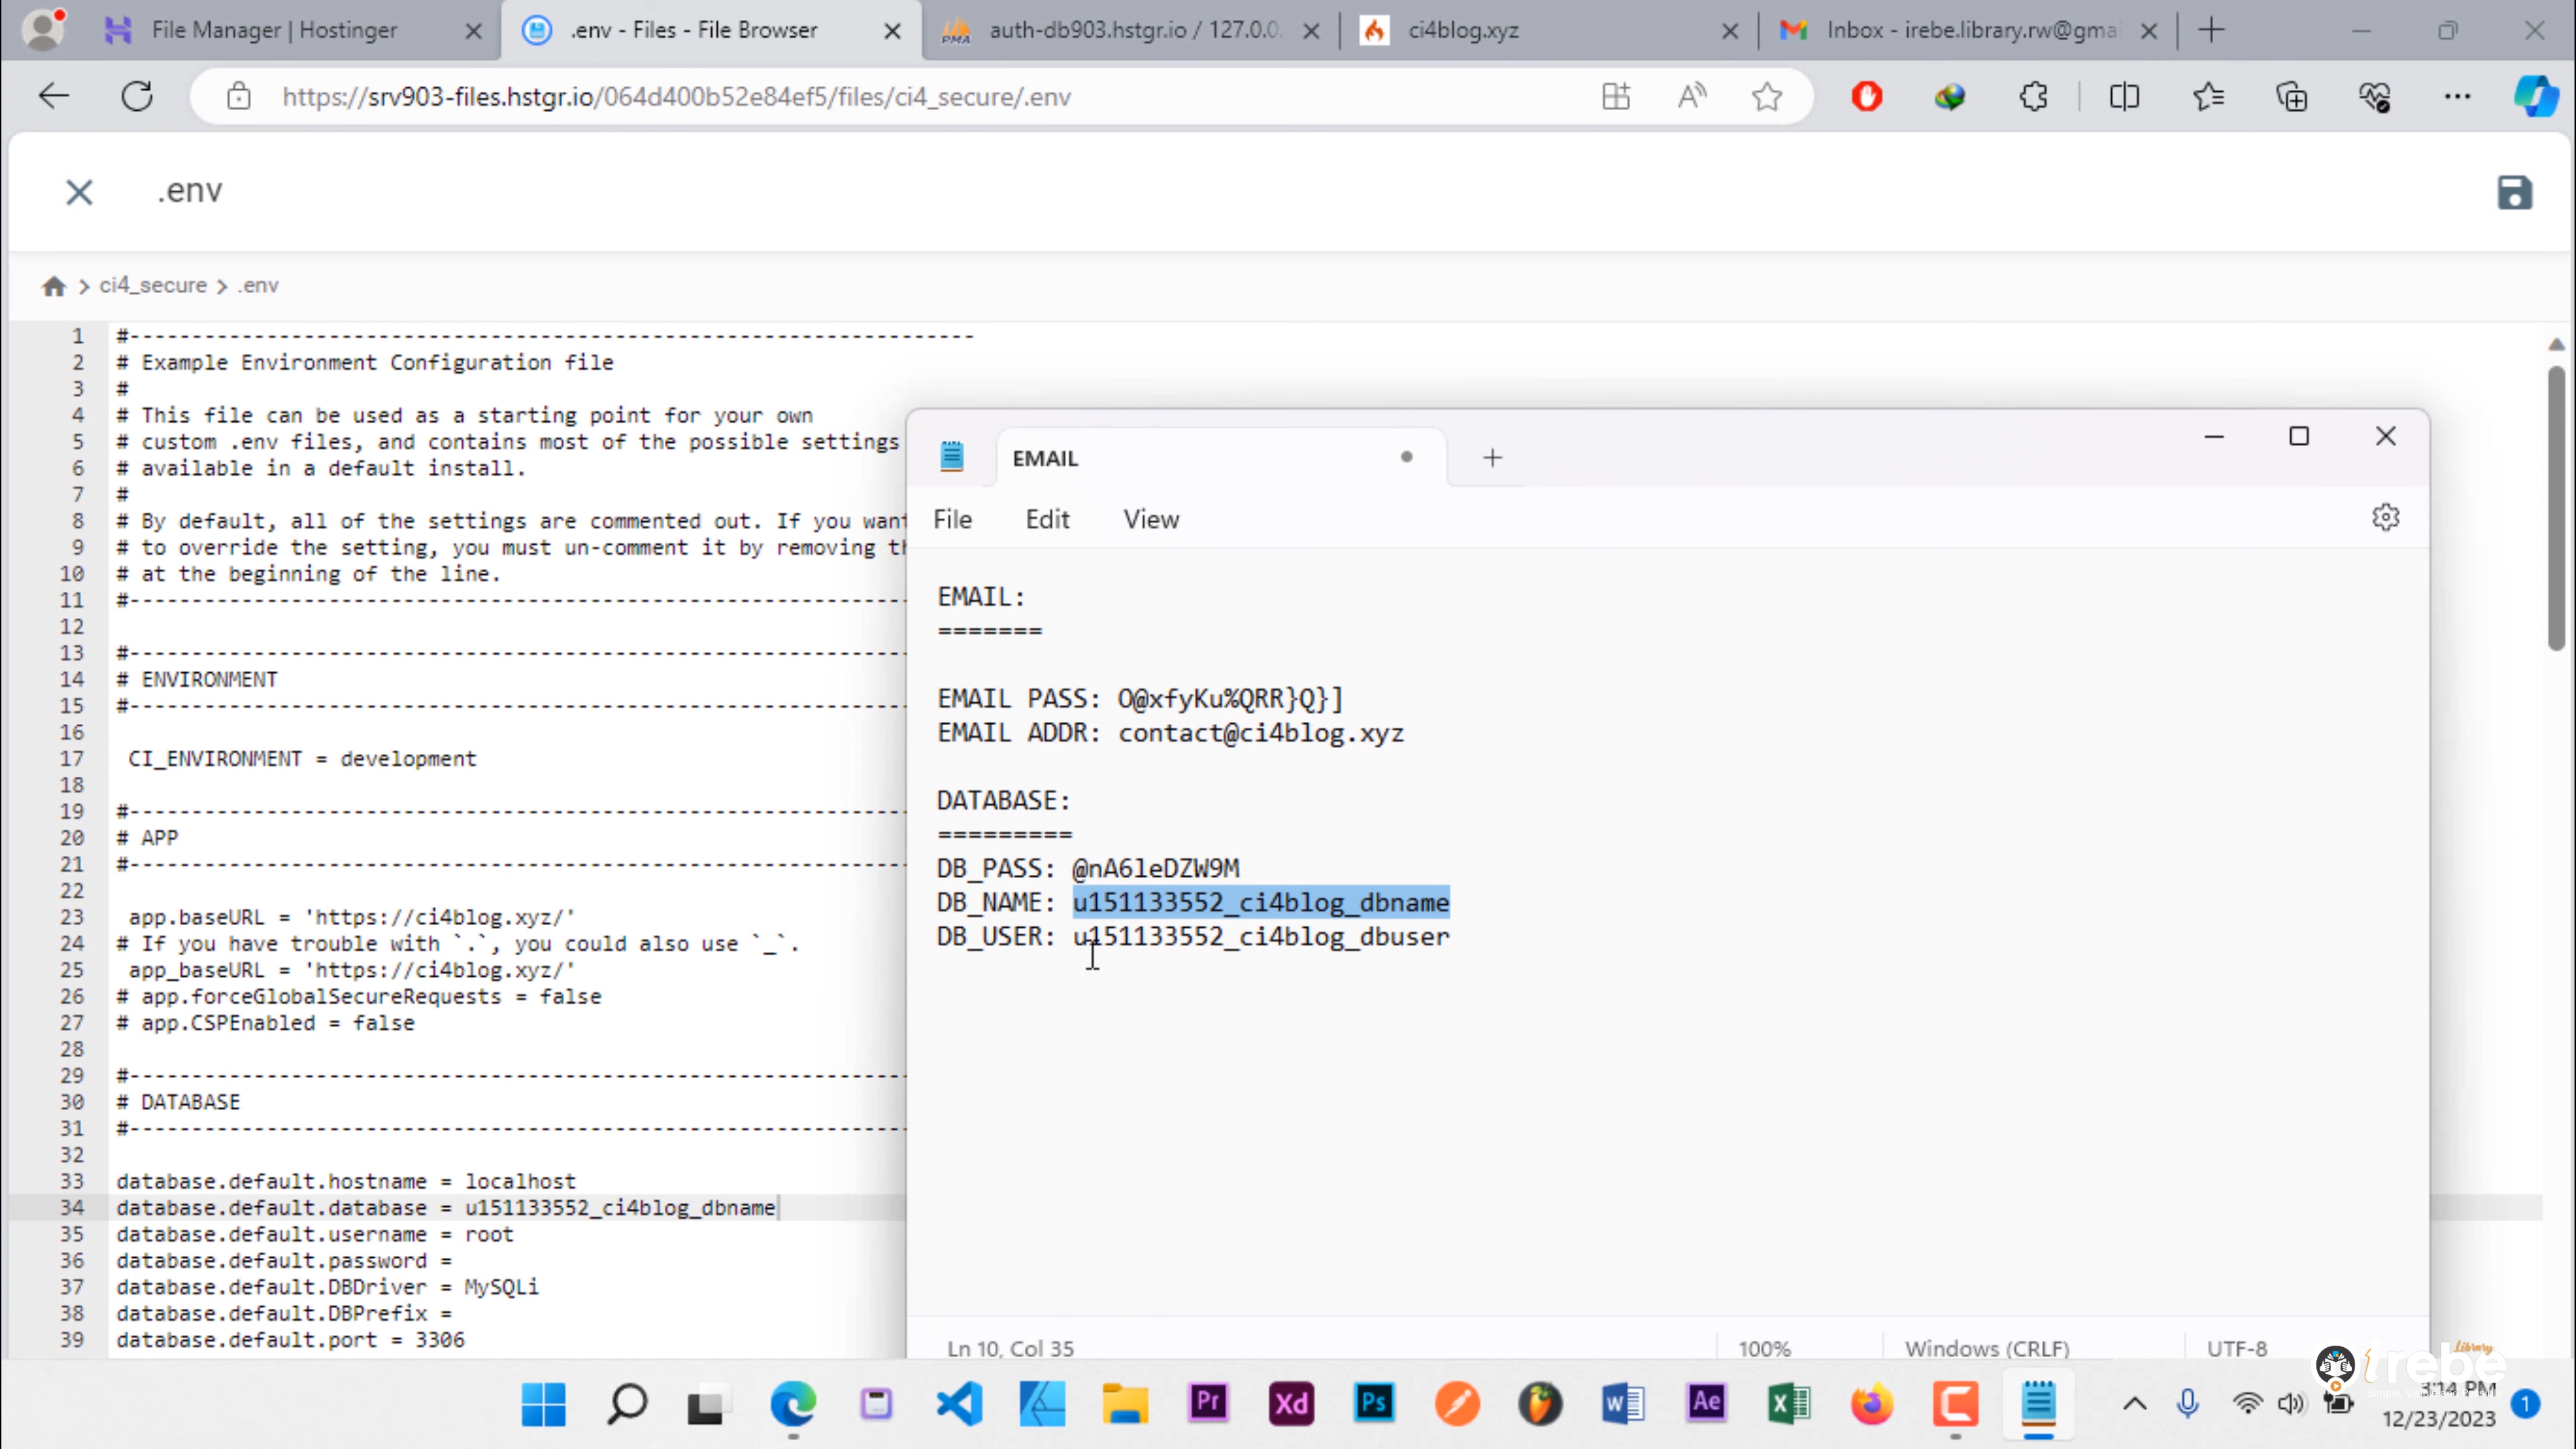 File Manager | Hostinger
.env - Files - File Browser
auth-db903.hstgr.io / 127.0.0.
ci4blog.xyz
Inbox - irebe.library.rw@gmai
https://srv903-files.hstgr.io/064d400b52e84ef5/files/ci4_secure/.env
.env
ci4_secure > .env
1 #--------------------------------------------------------------------
2 # Example Environment Configuration file
3 #
4 # This file can be used as a starting point for your own
5 # custom .env files, and contains most of the possible settings
6 # available in a default install.
7 #
8 # By default, all of the settings are commented out. If you want
9 # to override the setting, you must un-comment it by removing th
10 # at the beginning of the line.
11 #--------------------------------------------------------------
12
13 #--------------------------------------------------------------
14 # ENVIRONMENT
15 #--------------------------------------------------------------
16
17 CI_ENVIRONMENT = development
18
19 #--------------------------------------------------------------
20 # APP
21 #--------------------------------------------------------------
22
23 app.baseURL = 'https://ci4blog.xyz/'
24 # If you have trouble with `.`, you could also use `_`.
25 app_baseURL = 'https://ci4blog.xyz/'
26 # app.forceGlobalSecureRequests = false
27 # app.CSPEnabled = false
28
29 #--------------------------------------------------------------
30 # DATABASE
31 #--------------------------------------------------------------
32
33 database.default.hostname = localhost
34 database.default.database = u151133552_ci4blog_dbname
35 database.default.username = root
36 database.default.password =
37 database.default.DBDriver = MySQLi
38 database.default.DBPrefix =
39 database.default.port = 3306
EMAIL
File Edit View
EMAIL:
=======
EMAIL PASS: O@xfyKu%QRR}Q}]
EMAIL ADDR: contact@ci4blog.xyz
DATABASE:
=========
DB_PASS: @nA6leDZW9M
DB_NAME: u151133552_ci4blog_dbname
DB_USER: u151133552_ci4blog_dbuser
Ln 10, Col 35
100%
Windows (CRLF)
UTF-8
irebe
Library
Pr
Xd
Ps
Ae
3:14 PM
12/23/2023
1